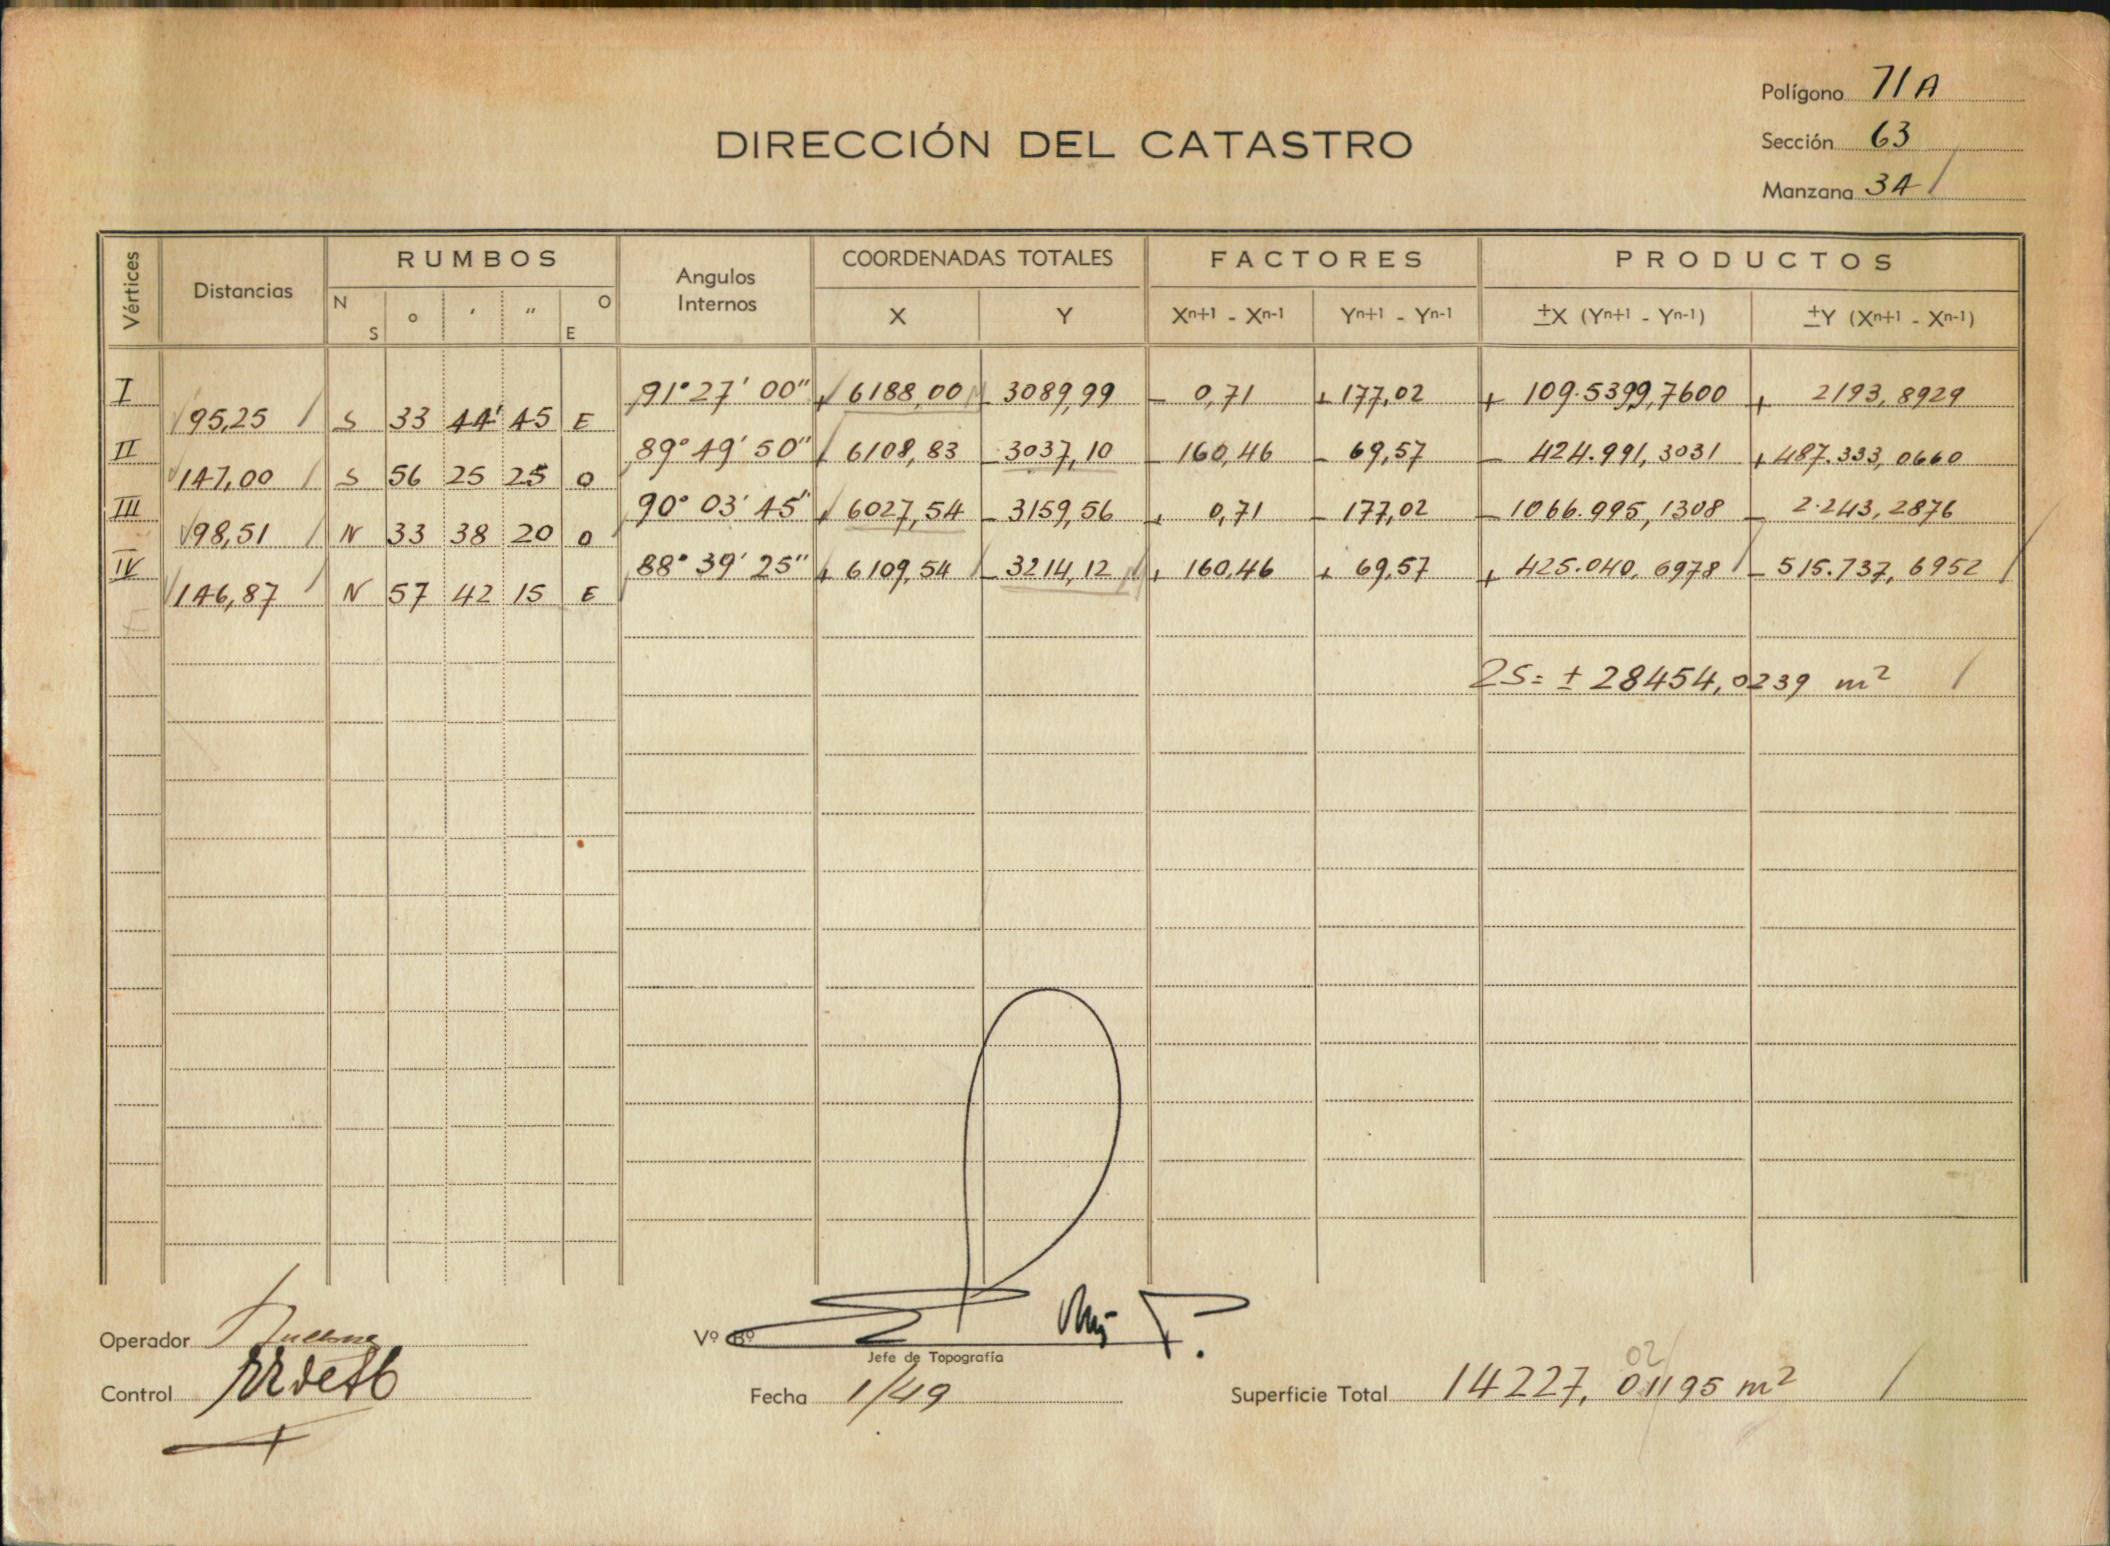 Polígono 71A
DIRECCIÓN DEL CATASTRO
Sección 63
Manzana 34
Vértices Distancias RUMBOS N S ° ′ ″ O E Angulos Internos COORDENADAS TOTALES X Y FACTORES Xn+1 - Xn-1 Yn+1 - Yn-1 PRODUCTOS ±X (Yn+1 - Yn-1) ±Y (Xn+1 - Xn-1)
I 91° 27' 00" + 6188,00 - 3089,99 - 0,71 + 177,02 + 109.5399,7600 + 2193,8929
95,25 S 33 44' 45 E
II 89° 49' 50" + 6108,83 - 3037,10 - 160,46 - 69,57 - 424.991,3031 + 487.333,0660
147,00 S 56 25 25 O
III 90° 03' 45" + 6027,54 - 3159,56 + 0,71 - 177,02 - 1066.995,1308 - 2.243,2876
98,51 N 33 38 20 O
IV 88° 39' 25" + 6109,54 - 3214,12 + 160,46 + 69,57 + 425.040,6978 - 515.737,6952
146,87 N 57 42 15 E
2S = ± 28454,0239 m²
Operador
Vº Bº
Jefe de Topografía
Control
Fecha 1/49
02
Superficie Total 14227,01195 m²